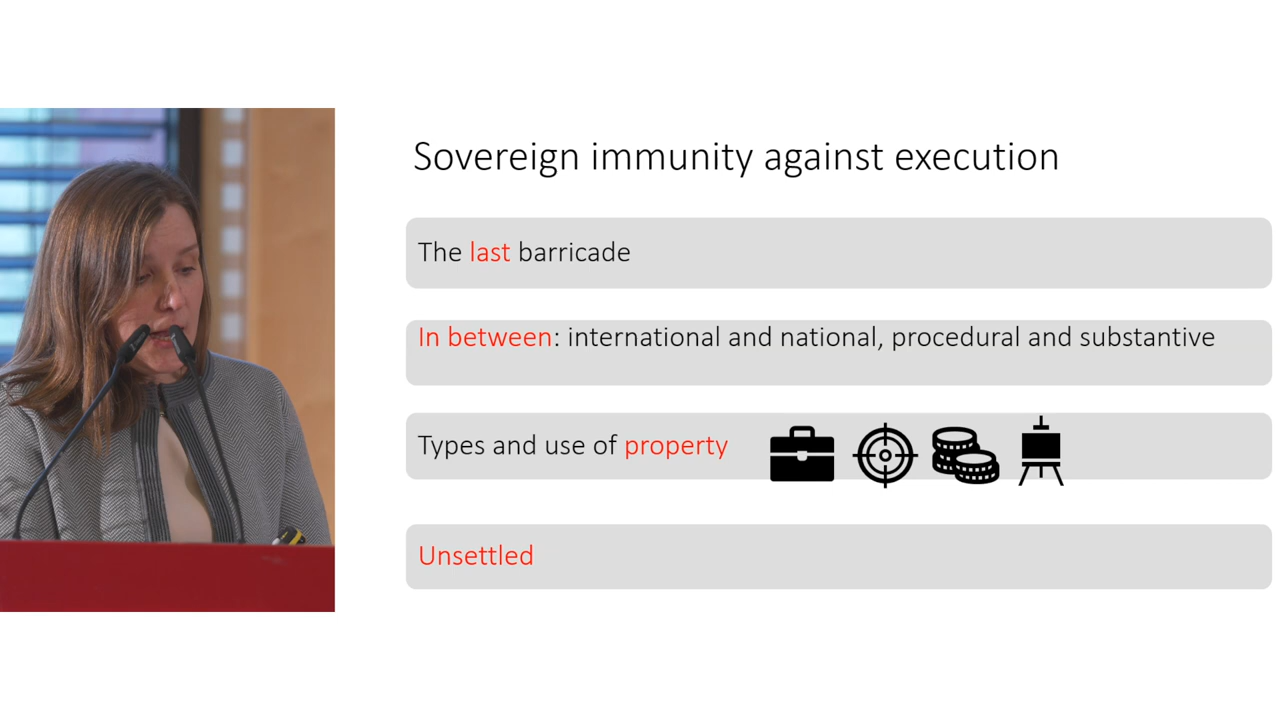 Sovereign immunity against execution
The last barricade
In between: international and national, procedural and substantive
Types and use of property
Unsettled